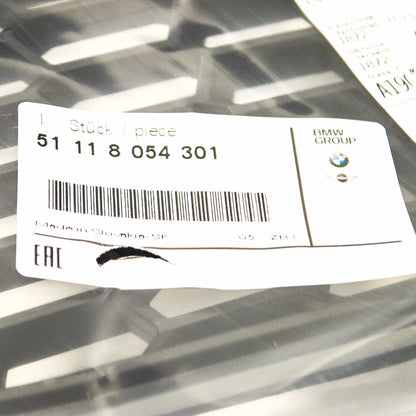 1 Stück / piece
51 11 8 054 301
BMW
GROUP
Made in Slovakia-SK
EAC